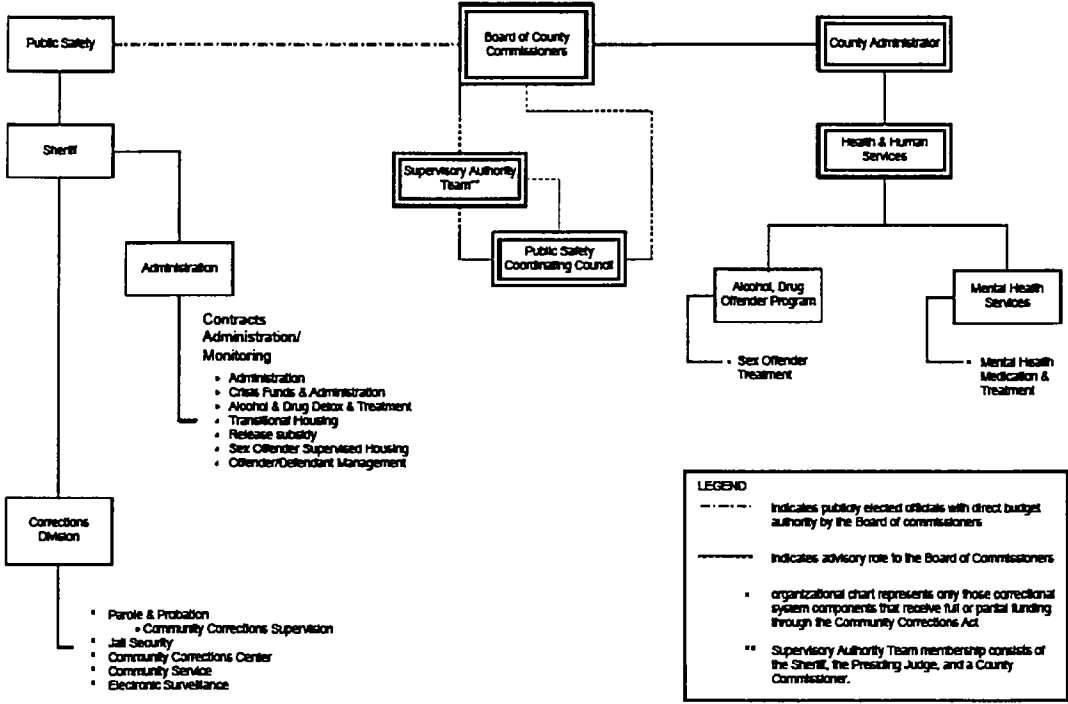 Public Safety
Board of County
Commissioners
County Administrator
Sheriff
Supervisory Authority
Team**
Health & Human
Services
Public Safety
Coordinating Council
Administration
Alcohol, Drug
Offender Program
Mental Health
Services
Contracts
Administration/
Monitoring
• Administration
• Crisis Funds & Administration
• Alcohol & Drug Detox & Treatment
• Transitional Housing
• Release subsidy
• Sex Offender Supervised Housing
• Offender/Defendant Management
* Sex Offender
Treatment
* Mental Health
Medication &
Treatment
Corrections
Division
* Parole & Probation
• Community Corrections Supervision
* Jail Security
* Community Corrections Center
* Community Service
* Electronic Surveillance
LEGEND
Indicates publicly elected officials with direct budget
authority by the Board of commissioners
Indicates advisory role to the Board of Commissioners
* organizational chart represents only those correctional
system components that receive full or partial funding
through the Community Corrections Act
** Supervisory Authority Team membership consists of
the Sheriff, the Presiding Judge, and a County
Commissioner.